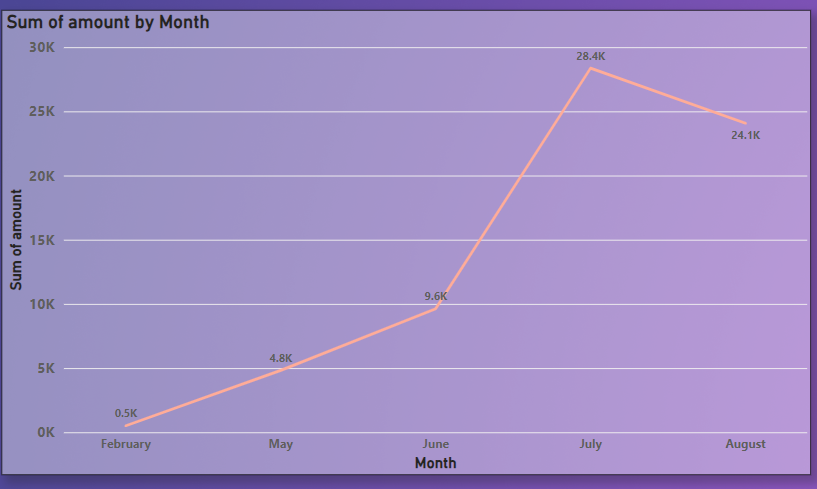 Sum of amount by Month
30K
25K
20K
15K
10K
5K
0K
Sum of amount
0.5K
4.8K
9.6K
28.4K
24.1K
February May June July August
Month